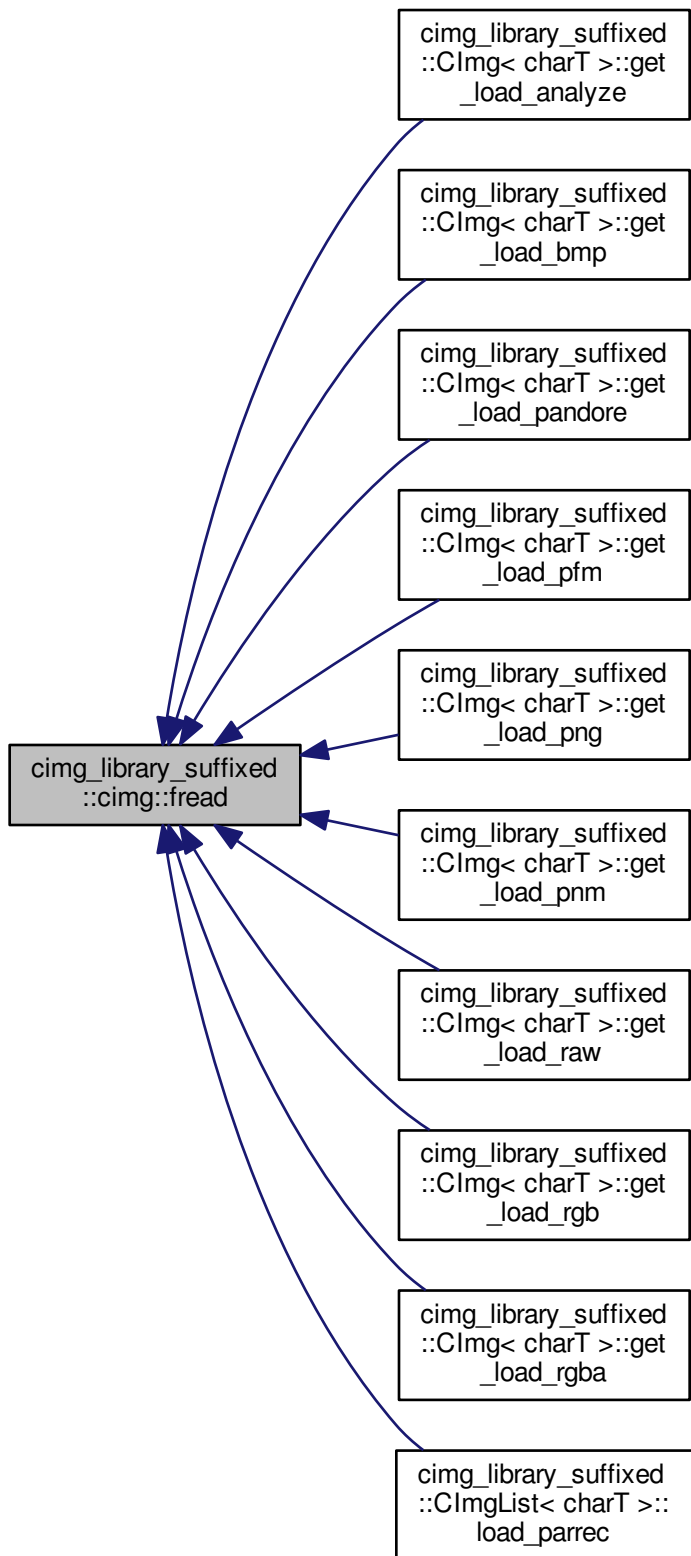 cimg_library_suffixed
::CImg< charT >::get
_load_analyze
cimg_library_suffixed
::CImg< charT >::get
_load_bmp
cimg_library_suffixed
::CImg< charT >::get
_load_pandore
cimg_library_suffixed
::CImg< charT >::get
_load_pfm
cimg_library_suffixed
::CImg< charT >::get
_load_png
cimg_library_suffixed
::cimg::fread
cimg_library_suffixed
::CImg< charT >::get
_load_pnm
cimg_library_suffixed
::CImg< charT >::get
_load_raw
cimg_library_suffixed
::CImg< charT >::get
_load_rgb
cimg_library_suffixed
::CImg< charT >::get
_load_rgba
cimg_library_suffixed
::CImgList< charT >::
load_parrec